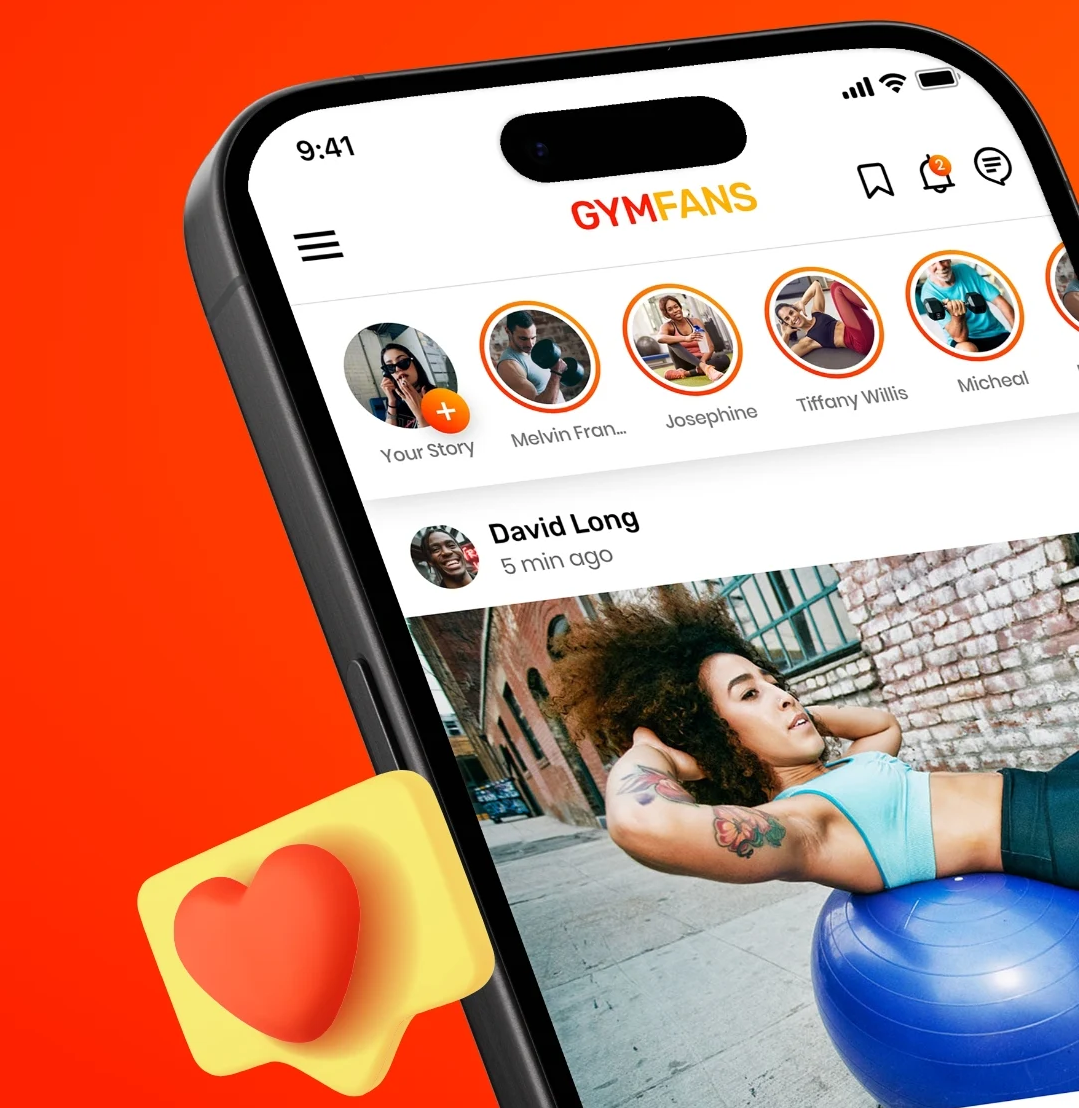 9:41
GYMFANS
2
Your Story
Melvin Fran...
Josephine
Tiffany Willis
Micheal
David Long
5 min ago